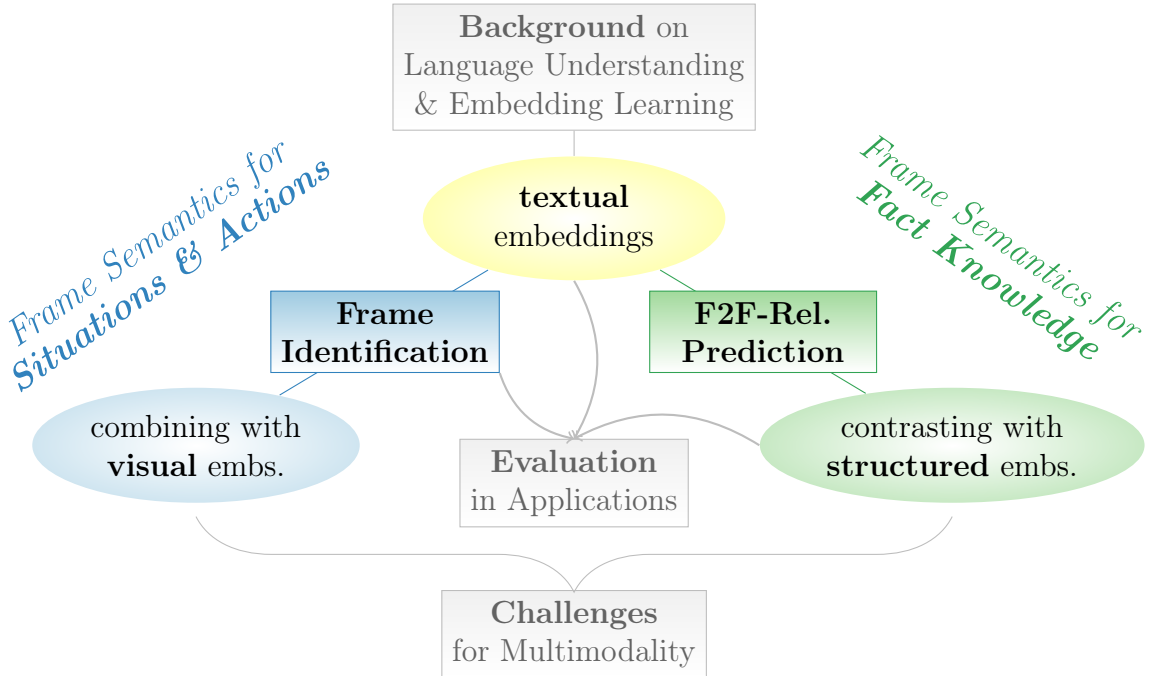 Background on
Language Understanding
& Embedding Learning
Frame Semantics for
Situations & Actions
textual
embeddings
Frame Semantics for
Fact Knowledge
Frame
Identification
F2F-Rel.
Prediction
combining with
visual embs.
Evaluation
in Applications
contrasting with
structured embs.
Challenges
for Multimodality